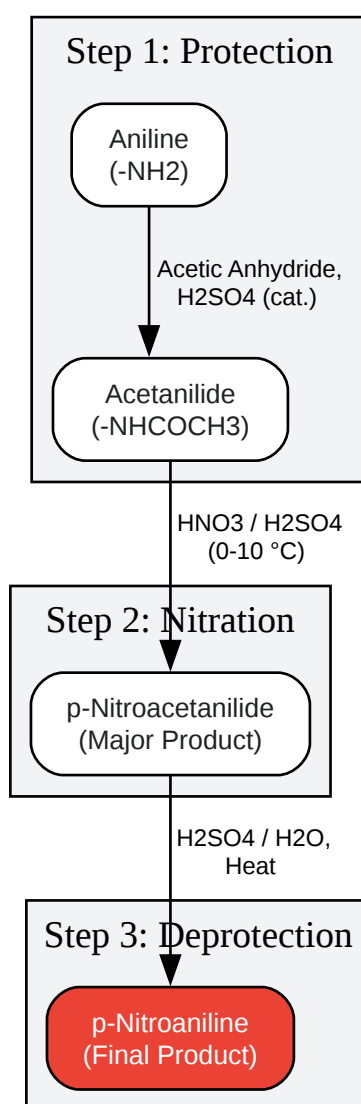 Step 1: Protection
Aniline
(-NH2)
Acetic Anhydride,
H2SO4 (cat.)
Acetanilide
(-NHCOCH3)
HNO3 / H2SO4
(0-10 °C)
Step 2: Nitration
p-Nitroacetanilide
(Major Product)
H2SO4 / H2O,
Heat
Step 3: Deprotection
p-Nitroaniline
(Final Product)